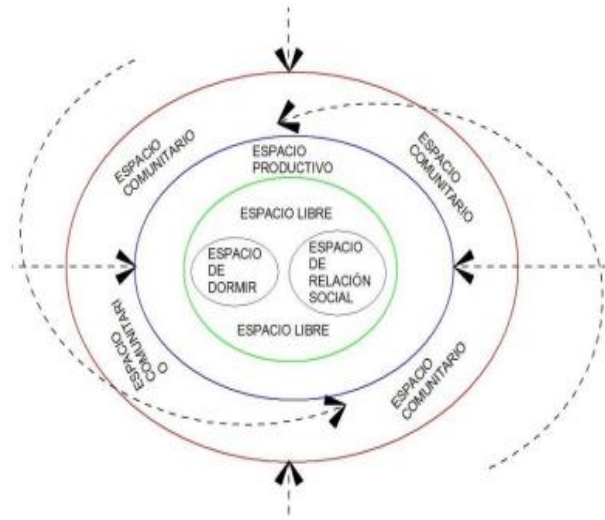 ESPACIO
COMUNITARIO
ESPACIO
COMUNITARIO
ESPACIO
PRODUCTIVO
ESPACIO LIBRE
ESPACIO
DE
DORMIR
ESPACIO
DE
RELACIÓN
SOCIAL
ESPACIO LIBRE
ESPACIO
COMUNITARI
O
ESPACIO
COMUNITARIO